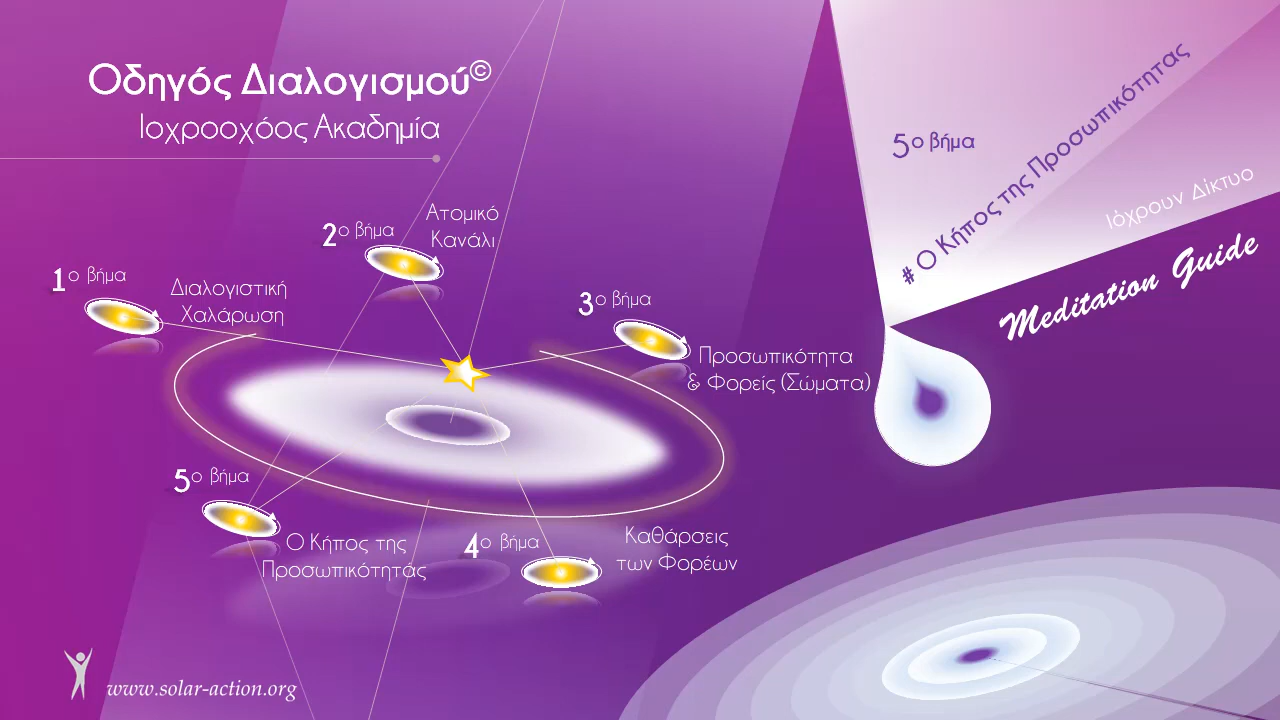 Οδηγός Διαλογισμού©
Ιοχροοχόος Ακαδημία
1ο βήμα
Διαλογιστική
Χαλάρωση
2ο βήμα
Ατομικό
Κανάλι
3ο βήμα
Προσωπικότητα
& Φορείς (Σώματα)
4ο βήμα
Καθάρσεις
των Φορέων
5ο βήμα
Ο Κήπος της
Προσωπικότητάς
5ο βήμα
# Ο Κήπος της Προσωπικότητας
Ιόχρουν Δίκτυο
Meditation Guide
www.solar-action.org